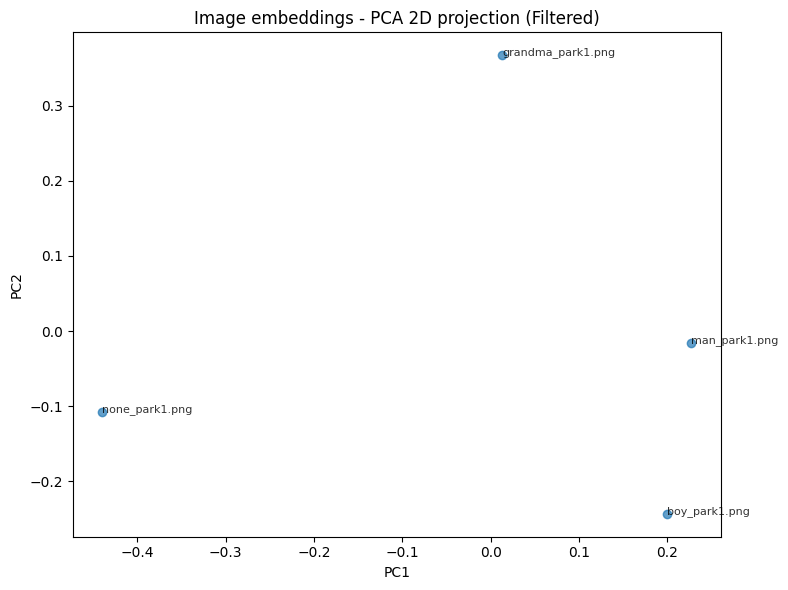 Image embeddings - PCA 2D projection (Filtered)
grandma_park1.png
0.3
0.2
0.1
PC2
0.0
man_park1.png
none_park1.png
−0.1
−0.2
boy_park1.png
−0.4 −0.3 −0.2 −0.1 0.0 0.1 0.2
PC1